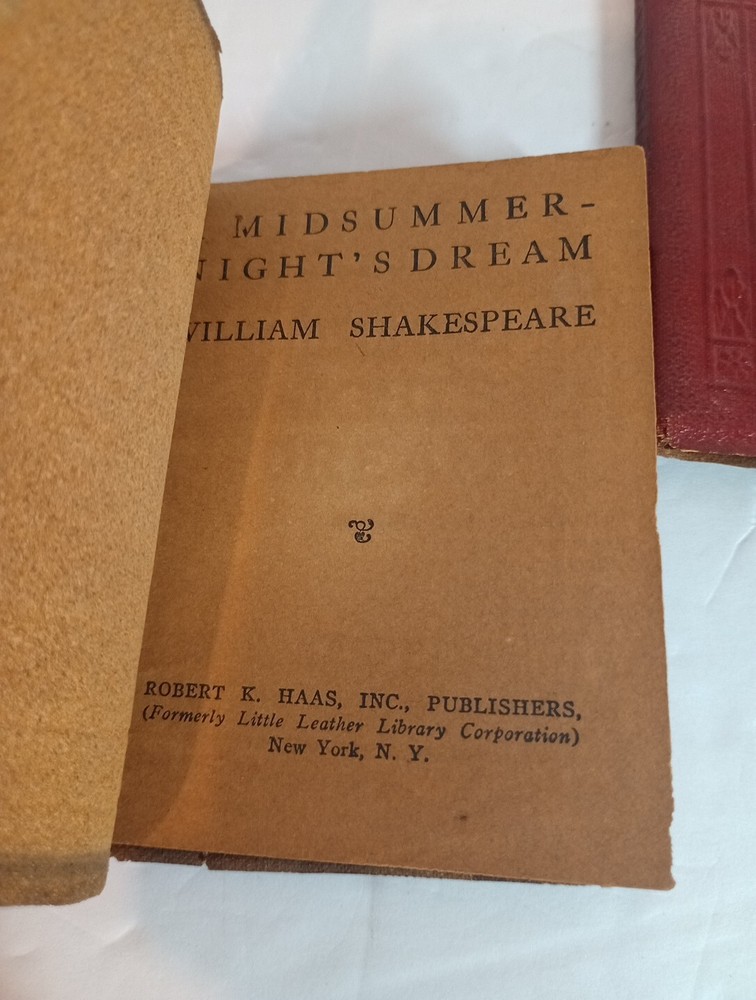 A MIDSUMMER-
NIGHT'S DREAM
WILLIAM SHAKESPEARE
ROBERT K. HAAS, INC., PUBLISHERS,
(Formerly Little Leather Library Corporation)
New York, N. Y.